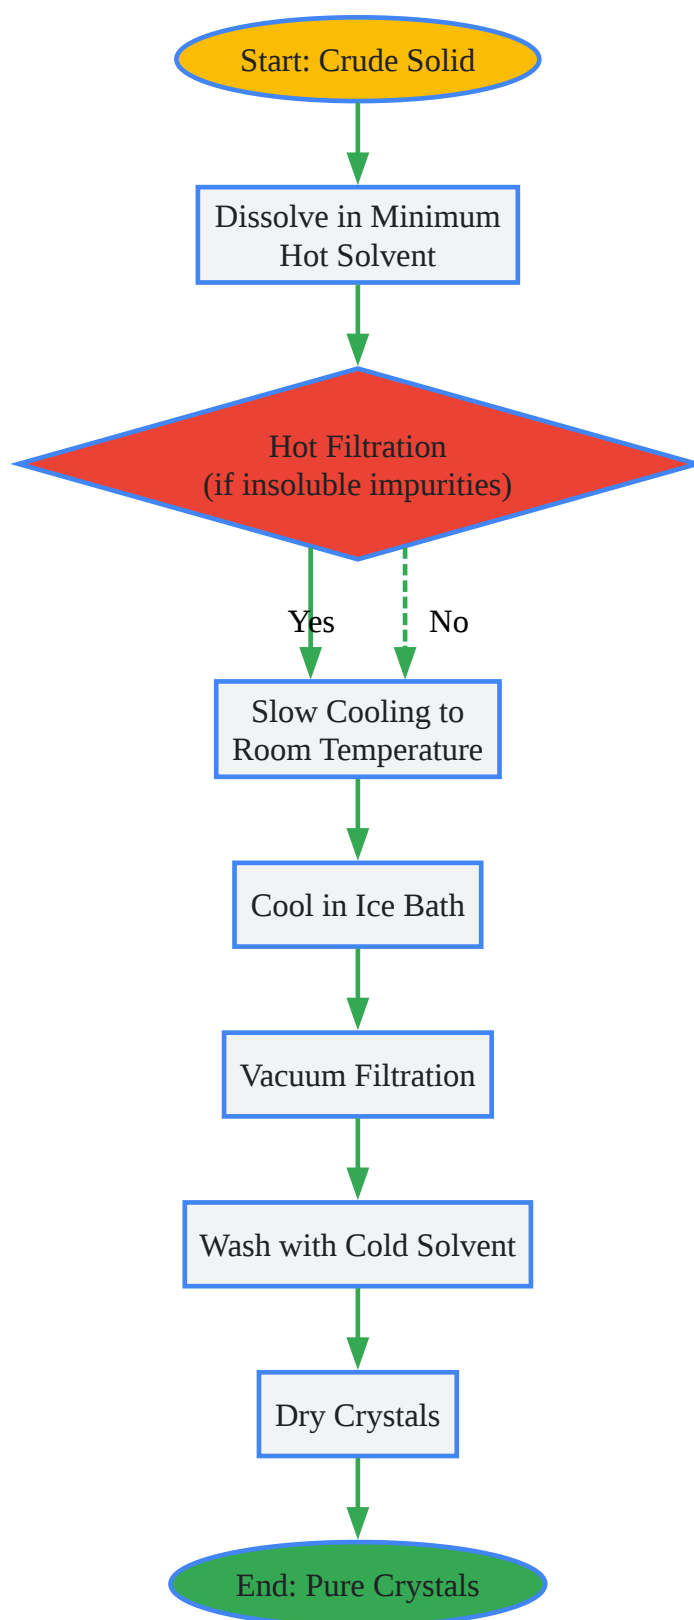 Start: Crude Solid
Dissolve in Minimum
Hot Solvent
Hot Filtration
(if insoluble impurities)
Yes
No
Slow Cooling to
Room Temperature
Cool in Ice Bath
Vacuum Filtration
Wash with Cold Solvent
Dry Crystals
End: Pure Crystals